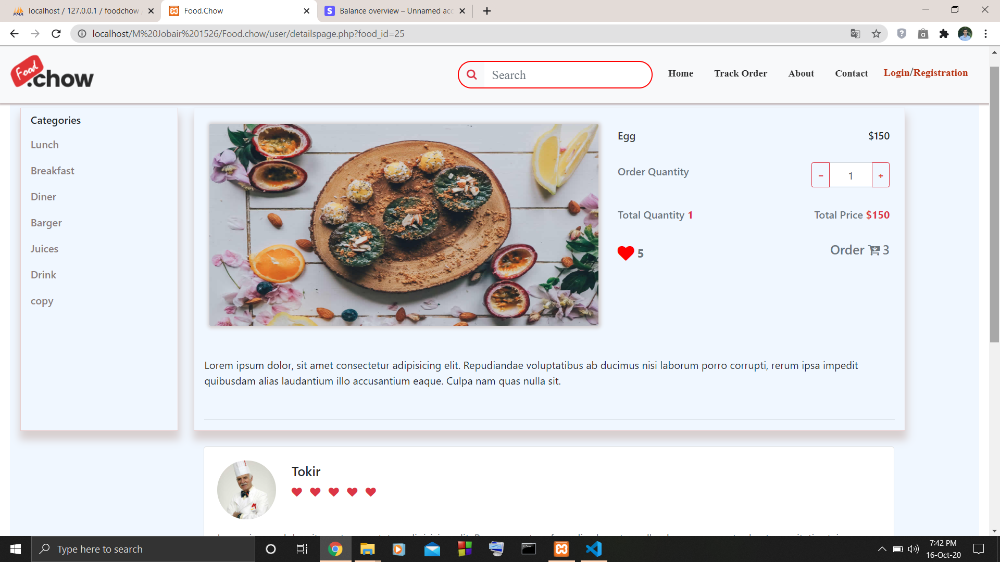 localhost / 127.0.0.1 / foodchow
Food.Chow
Balance overview – Unnamed acc
localhost/M%20Jobair%201526/Food.chow/user/detailspage.php?food_id=25
Food
.chow
Search
Home
Track Order
About
Contact
Login/Registration
Categories
Lunch
Breakfast
Diner
Barger
Juices
Drink
copy
Egg
$150
Order Quantity
− 1 +
Total Quantity 1
Total Price $150
5
Order 3
Lorem ipsum dolor, sit amet consectetur adipisicing elit. Repudiandae voluptatibus ab ducimus nisi laborum porro corrupti, rerum ipsa impedit
quibusdam alias laudantium illo accusantium eaque. Culpa nam quas nulla sit.
Tokir
Type here to search
7:42 PM
16-Oct-20